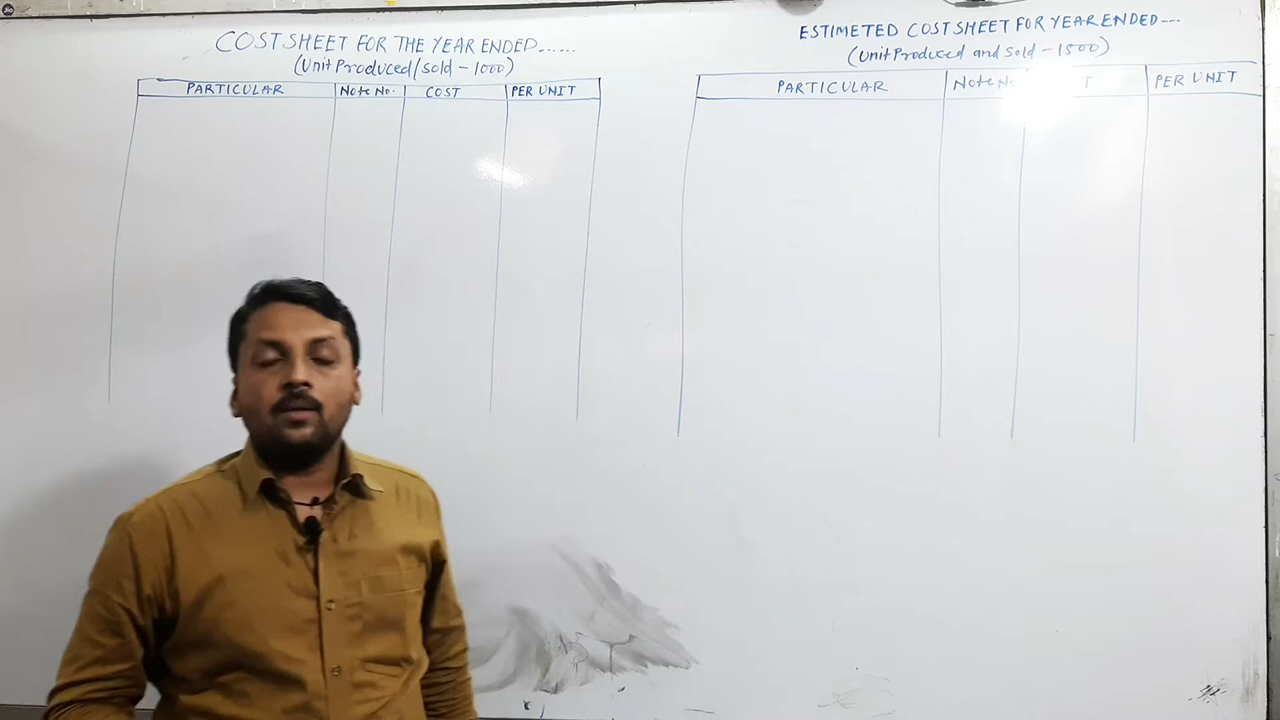 Jio
COST SHEET FOR THE YEAR ENDED......
(Unit Produced/Sold - 1000)
PARTICULAR Note No. COST PER UNIT
ESTIMETED COST SHEET FOR YEAR ENDED---
(Unit Produced and Sold - 1500)
PARTICULAR Note No T PER UNIT